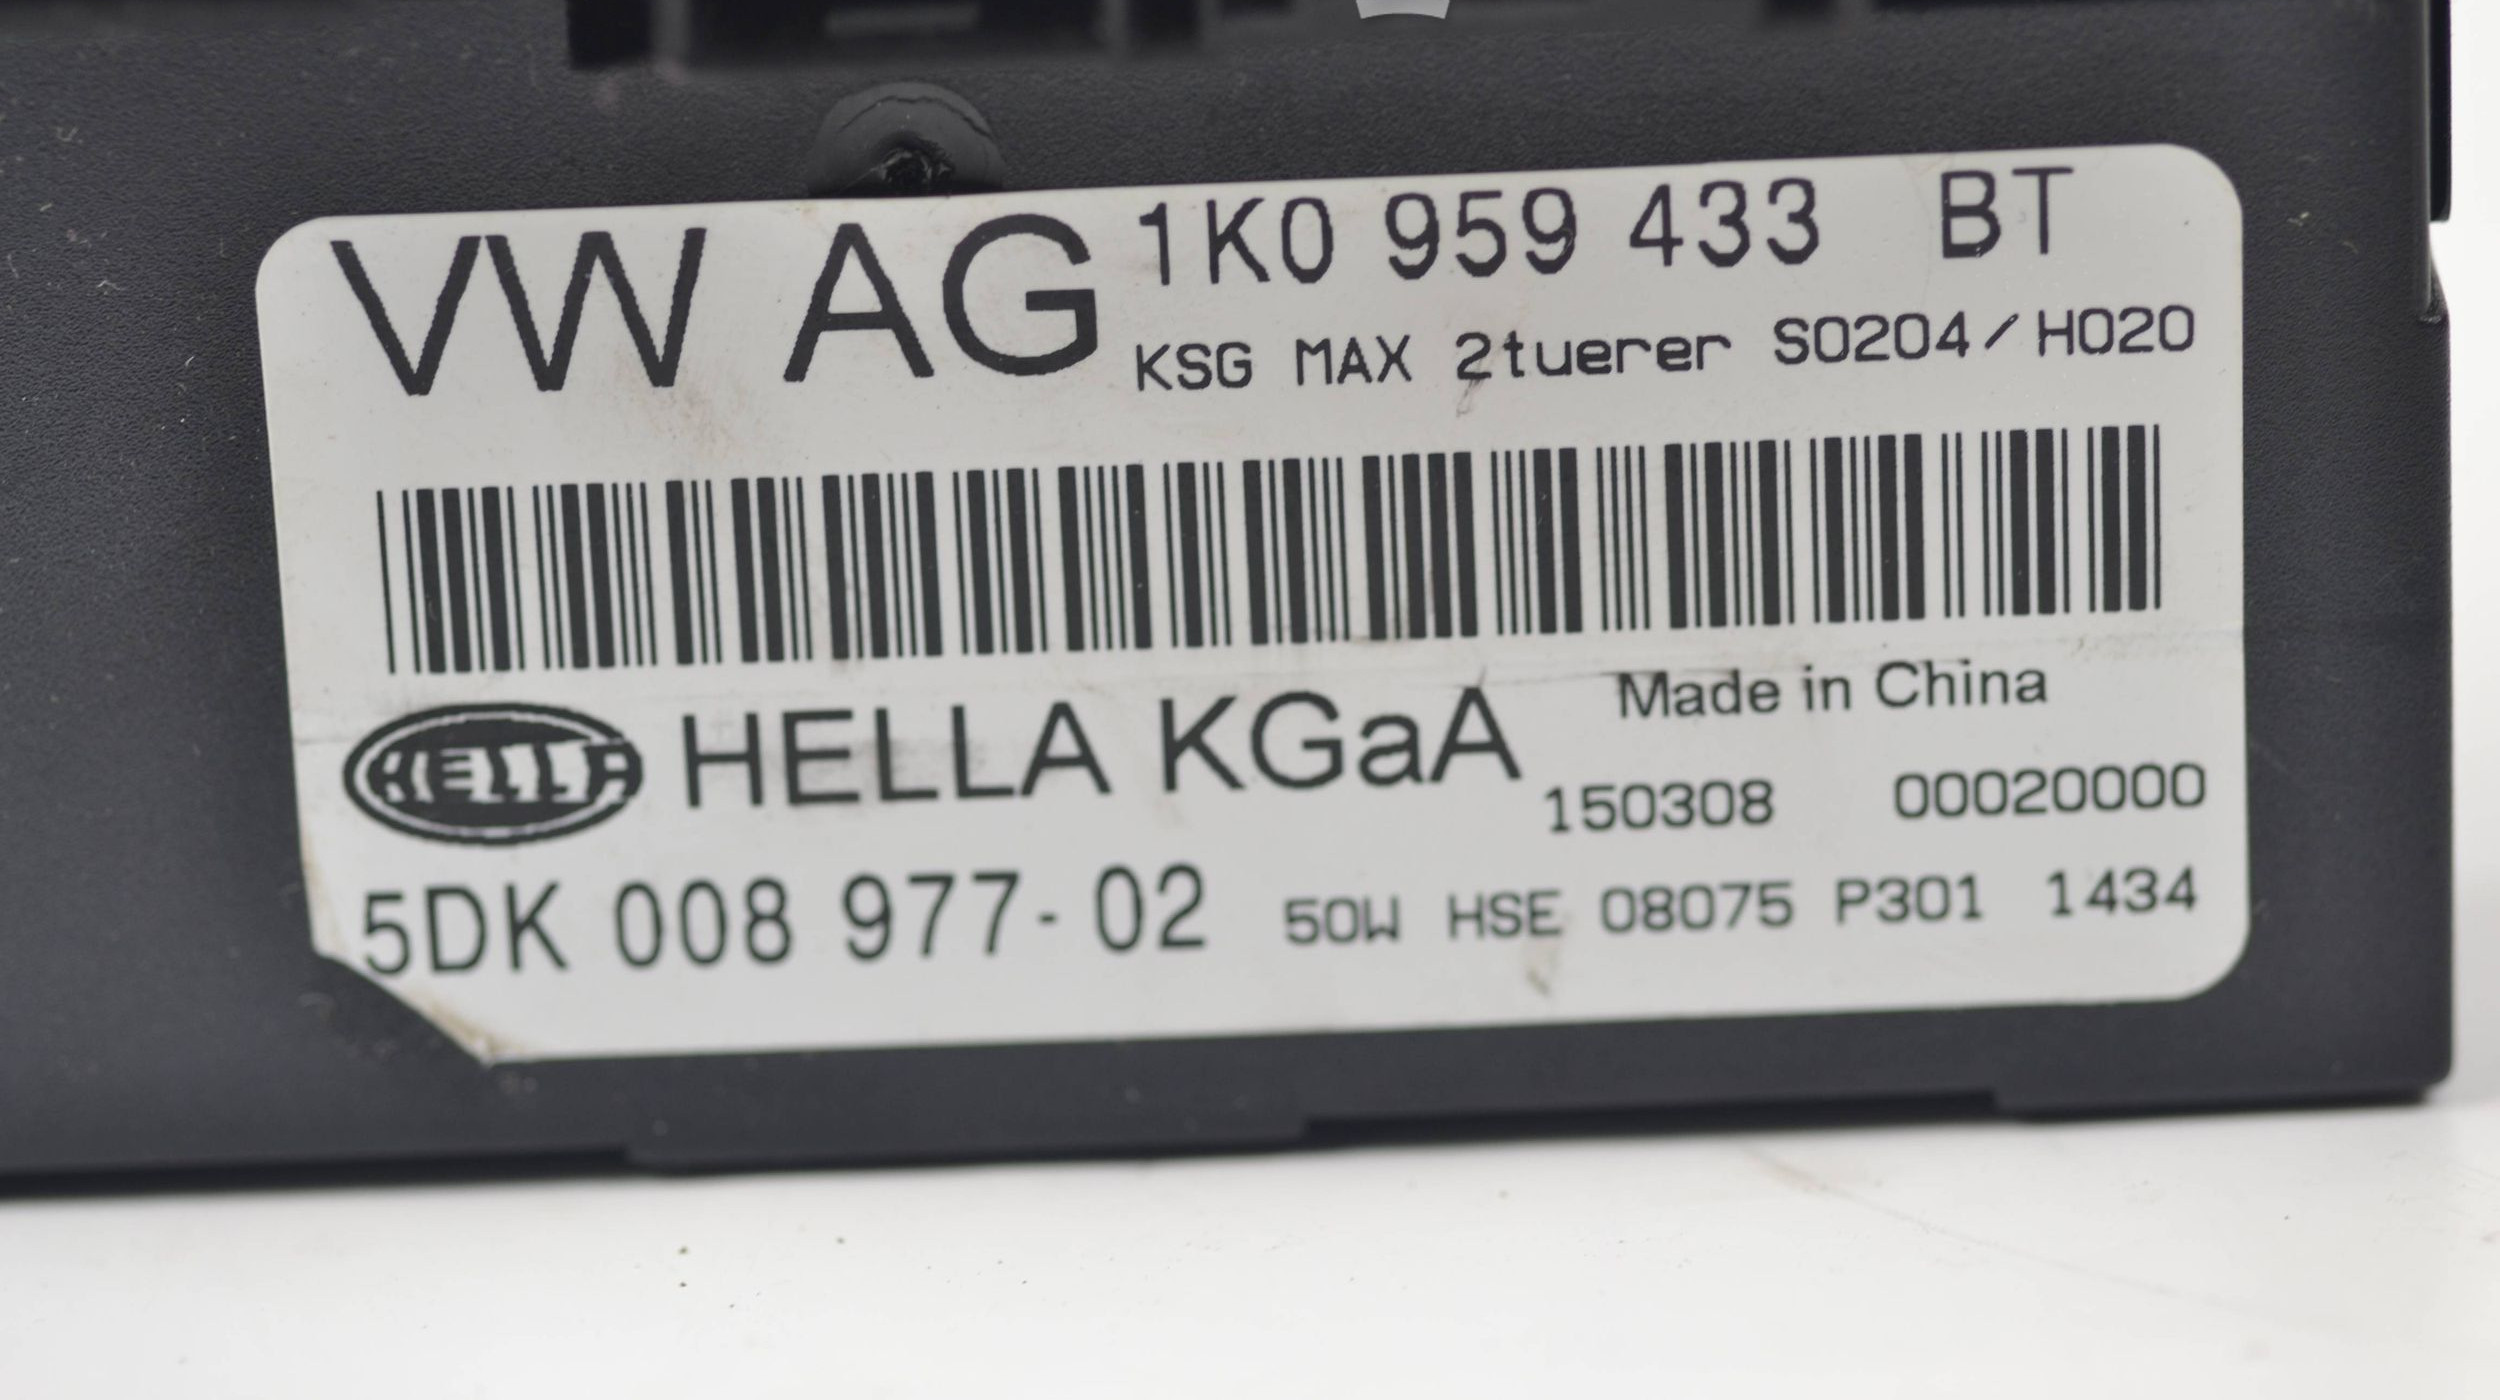 VW AG 1K0 959 433 BT
KSG MAX 2tuerer S0204/H020
HELLA HELLA KGaA Made in China
150308 00020000
5DK 008 977-02 50W HSE 08075 P301 1434